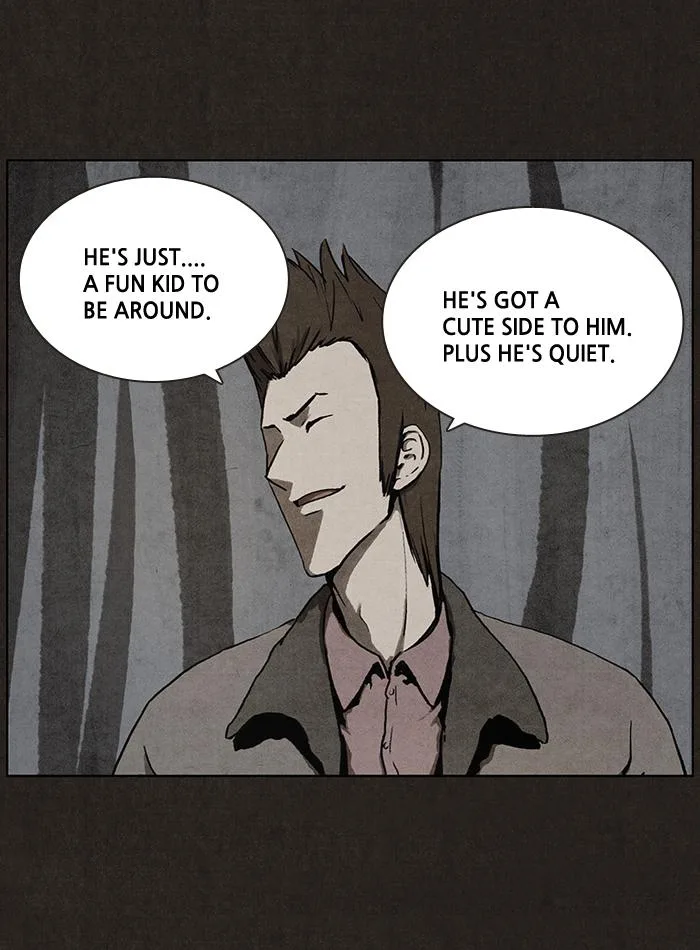 HE'S JUST....
A FUN KID TO
BE AROUND.
HE'S GOT A
CUTE SIDE TO HIM.
PLUS HE'S QUIET.